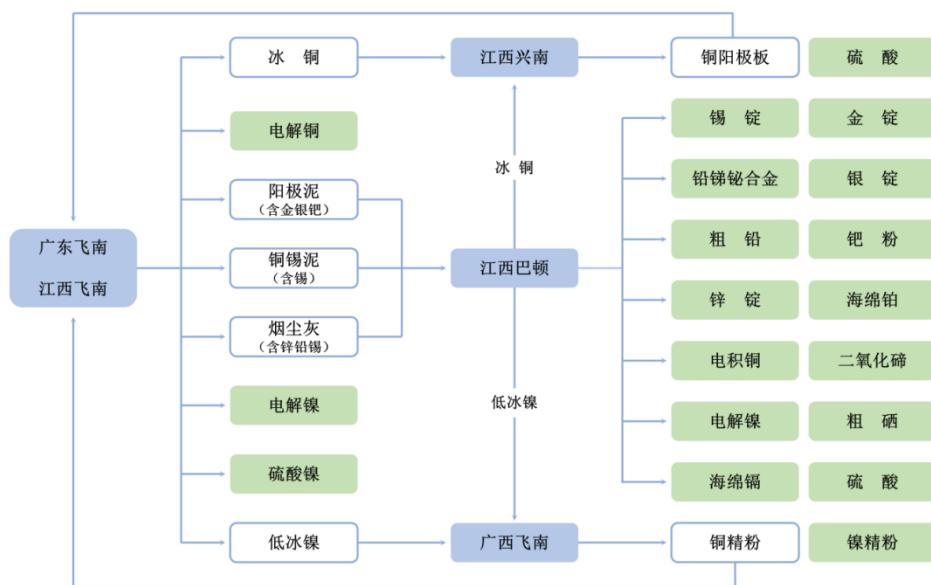 冰 铜
江西兴南
铜阳极板
硫 酸
电解铜
锡 锭
金 锭
冰 铜
阳极泥
（含金银钯）
铅锑铋合金
银 锭
广东飞南
江西飞南
铜锡泥
（含锡）
江西巴顿
粗 铅
钯 粉
锌 锭
海绵铂
烟尘灰
（含锌铅锡）
电积铜
二氧化碲
电解镍
低冰镍
电解镍
粗 硒
硫酸镍
海绵镉
硫 酸
低冰镍
广西飞南
铜精粉
镍精粉